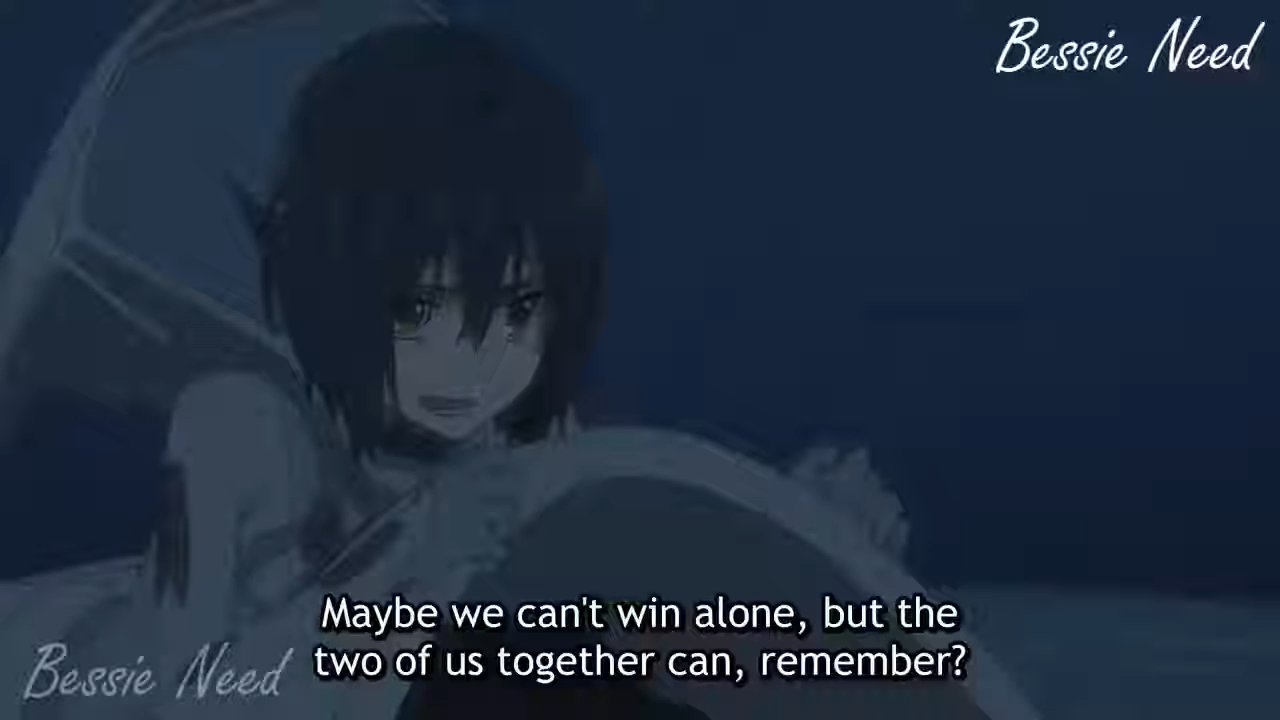 Bessie Need
Maybe we can't win alone, but the
two of us together can, remember?
Bessie Need